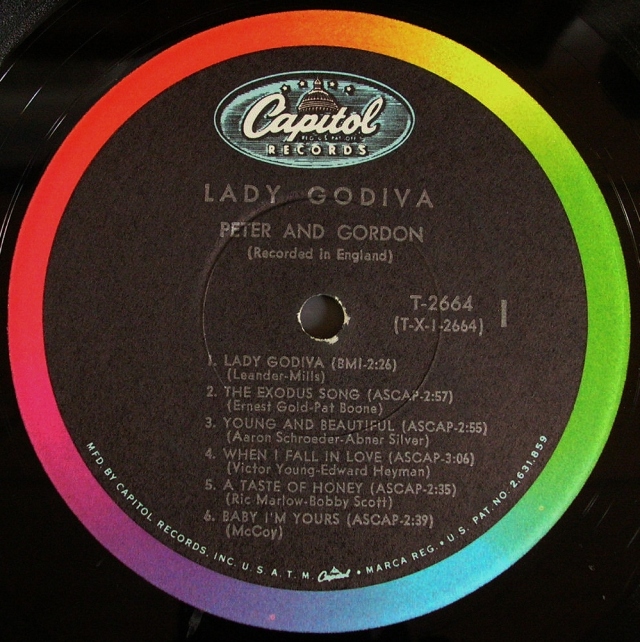 Capitol
REG. U.S. PAT. OFF.
RECORDS
LADY GODIVA
PETER AND GORDON
(Recorded in England)
T-2664
(T-X-1-2664)
1
1. LADY GODIVA (BMI-2:26)
(Leander-Mills)
2. THE EXODUS SONG (ASCAP-2:57)
(Ernest Gold-Pat Boone)
3. YOUNG AND BEAUTIFUL (ASCAP-2:55)
(Aaron Schroeder-Abner Silver)
4. WHEN I FALL IN LOVE (ASCAP-3:06)
(Victor Young-Edward Heyman)
5. A TASTE OF HONEY (ASCAP-2:35)
(Ric Marlow-Bobby Scott)
6. BABY I'M YOURS (ASCAP-2:39)
(McCoy)
MFD BY CAPITOL RECORDS, INC. U. S. A. T. M. Capitol • MARCA REG. • U.S. PAT. NO. 2,631,859